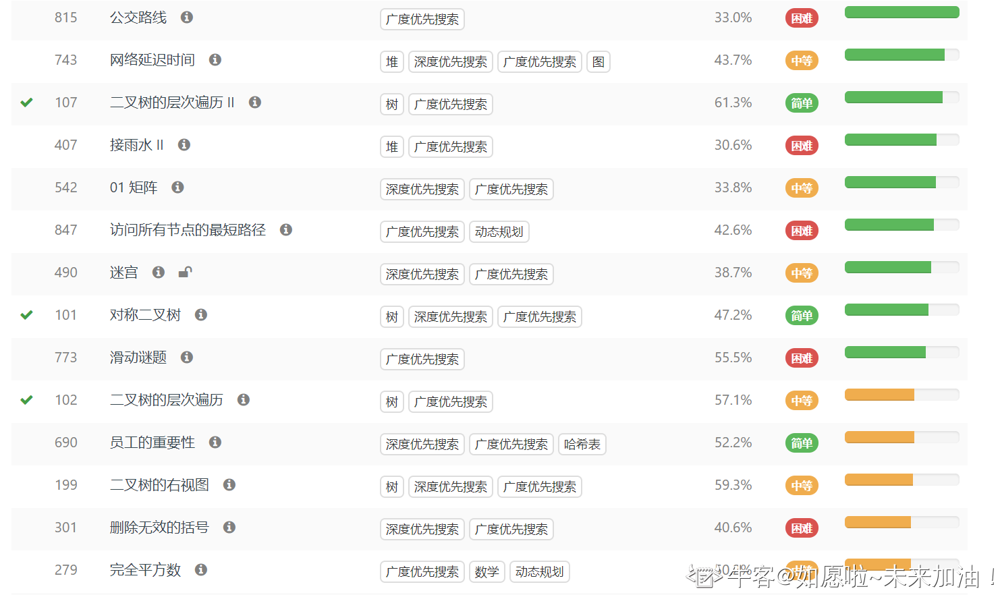 815 公交路线 广度优先搜索 33.0% 困难
743 网络延迟时间 堆 深度优先搜索 广度优先搜索 图 43.7% 中等
107 二叉树的层次遍历 II 树 广度优先搜索 61.3% 简单
407 接雨水 II 堆 广度优先搜索 30.6% 困难
542 01 矩阵 深度优先搜索 广度优先搜索 33.8% 中等
847 访问所有节点的最短路径 广度优先搜索 动态规划 42.6% 困难
490 迷宫 深度优先搜索 广度优先搜索 38.7% 中等
101 对称二叉树 树 深度优先搜索 广度优先搜索 47.2% 简单
773 滑动谜题 广度优先搜索 55.5% 困难
102 二叉树的层次遍历 树 广度优先搜索 57.1% 中等
690 员工的重要性 深度优先搜索 广度优先搜索 哈希表 52.2% 简单
199 二叉树的右视图 树 深度优先搜索 广度优先搜索 59.3% 中等
301 删除无效的括号 深度优先搜索 广度优先搜索 40.6% 困难
279 完全平方数 广度优先搜索 数学 动态规划 中等
牛客@如愿啦~未来加油！